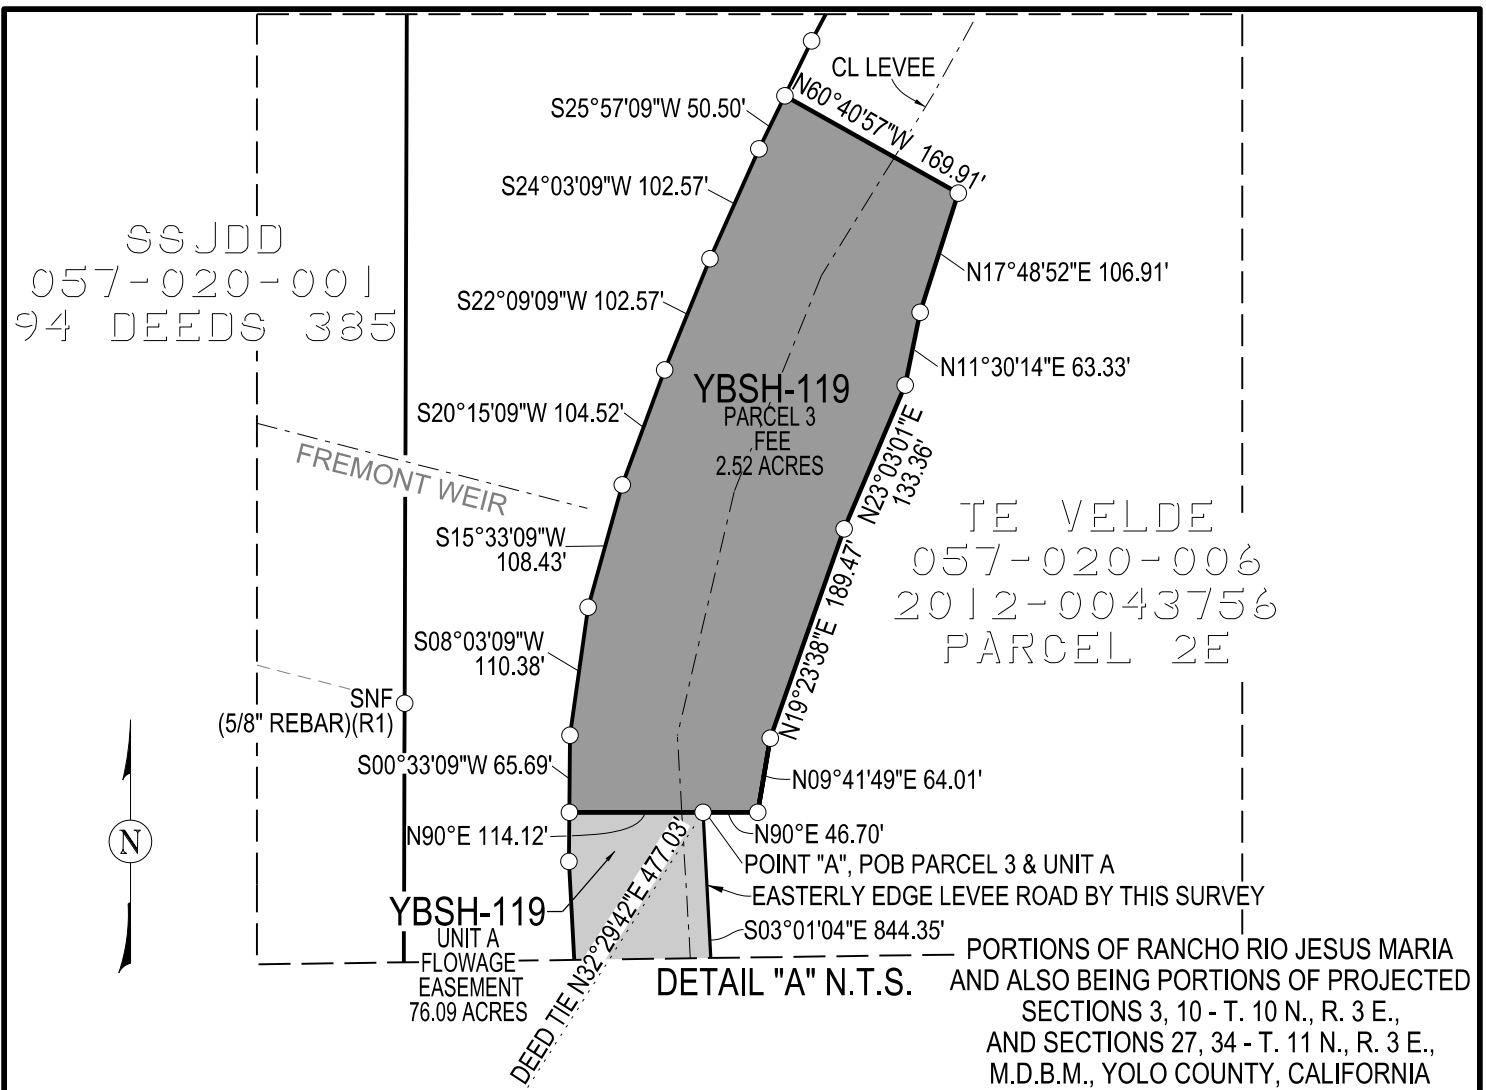 CL LEVEE
N60°40'57"W 169.91'
S25°57'09"W 50.50'
S24°03'09"W 102.57'
SSJDD
057-020-001
94 DEEDS 385
N17°48'52"E 106.91'
S22°09'09"W 102.57'
N11°30'14"E 63.33'
YBSH-119
PARCEL 3
FEE
2.52 ACRES
S20°15'09"W 104.52'
N23°03'01"E
133.36'
FREMONT WEIR
S15°33'09"W
108.43'
TE VELDE
057-020-006
2012-0043756
PARCEL 2E
N19°23'38"E 189.47'
S08°03'09"W
110.38'
SNF
(5/8" REBAR)(R1)
S00°33'09"W 65.69'
N09°41'49"E 64.01'
N90°E 114.12'
N90°E 46.70'
N
POINT "A", POB PARCEL 3 & UNIT A
EASTERLY EDGE LEVEE ROAD BY THIS SURVEY
YBSH-119
UNIT A
FLOWAGE
EASEMENT
76.09 ACRES
S03°01'04"E 844.35'
DEED TIE N32°29'42"E 477.03'
DETAIL "A" N.T.S.
PORTIONS OF RANCHO RIO JESUS MARIA
AND ALSO BEING PORTIONS OF PROJECTED
SECTIONS 3, 10 - T. 10 N., R. 3 E.,
AND SECTIONS 27, 34 - T. 11 N., R. 3 E.,
M.D.B.M., YOLO COUNTY, CALIFORNIA